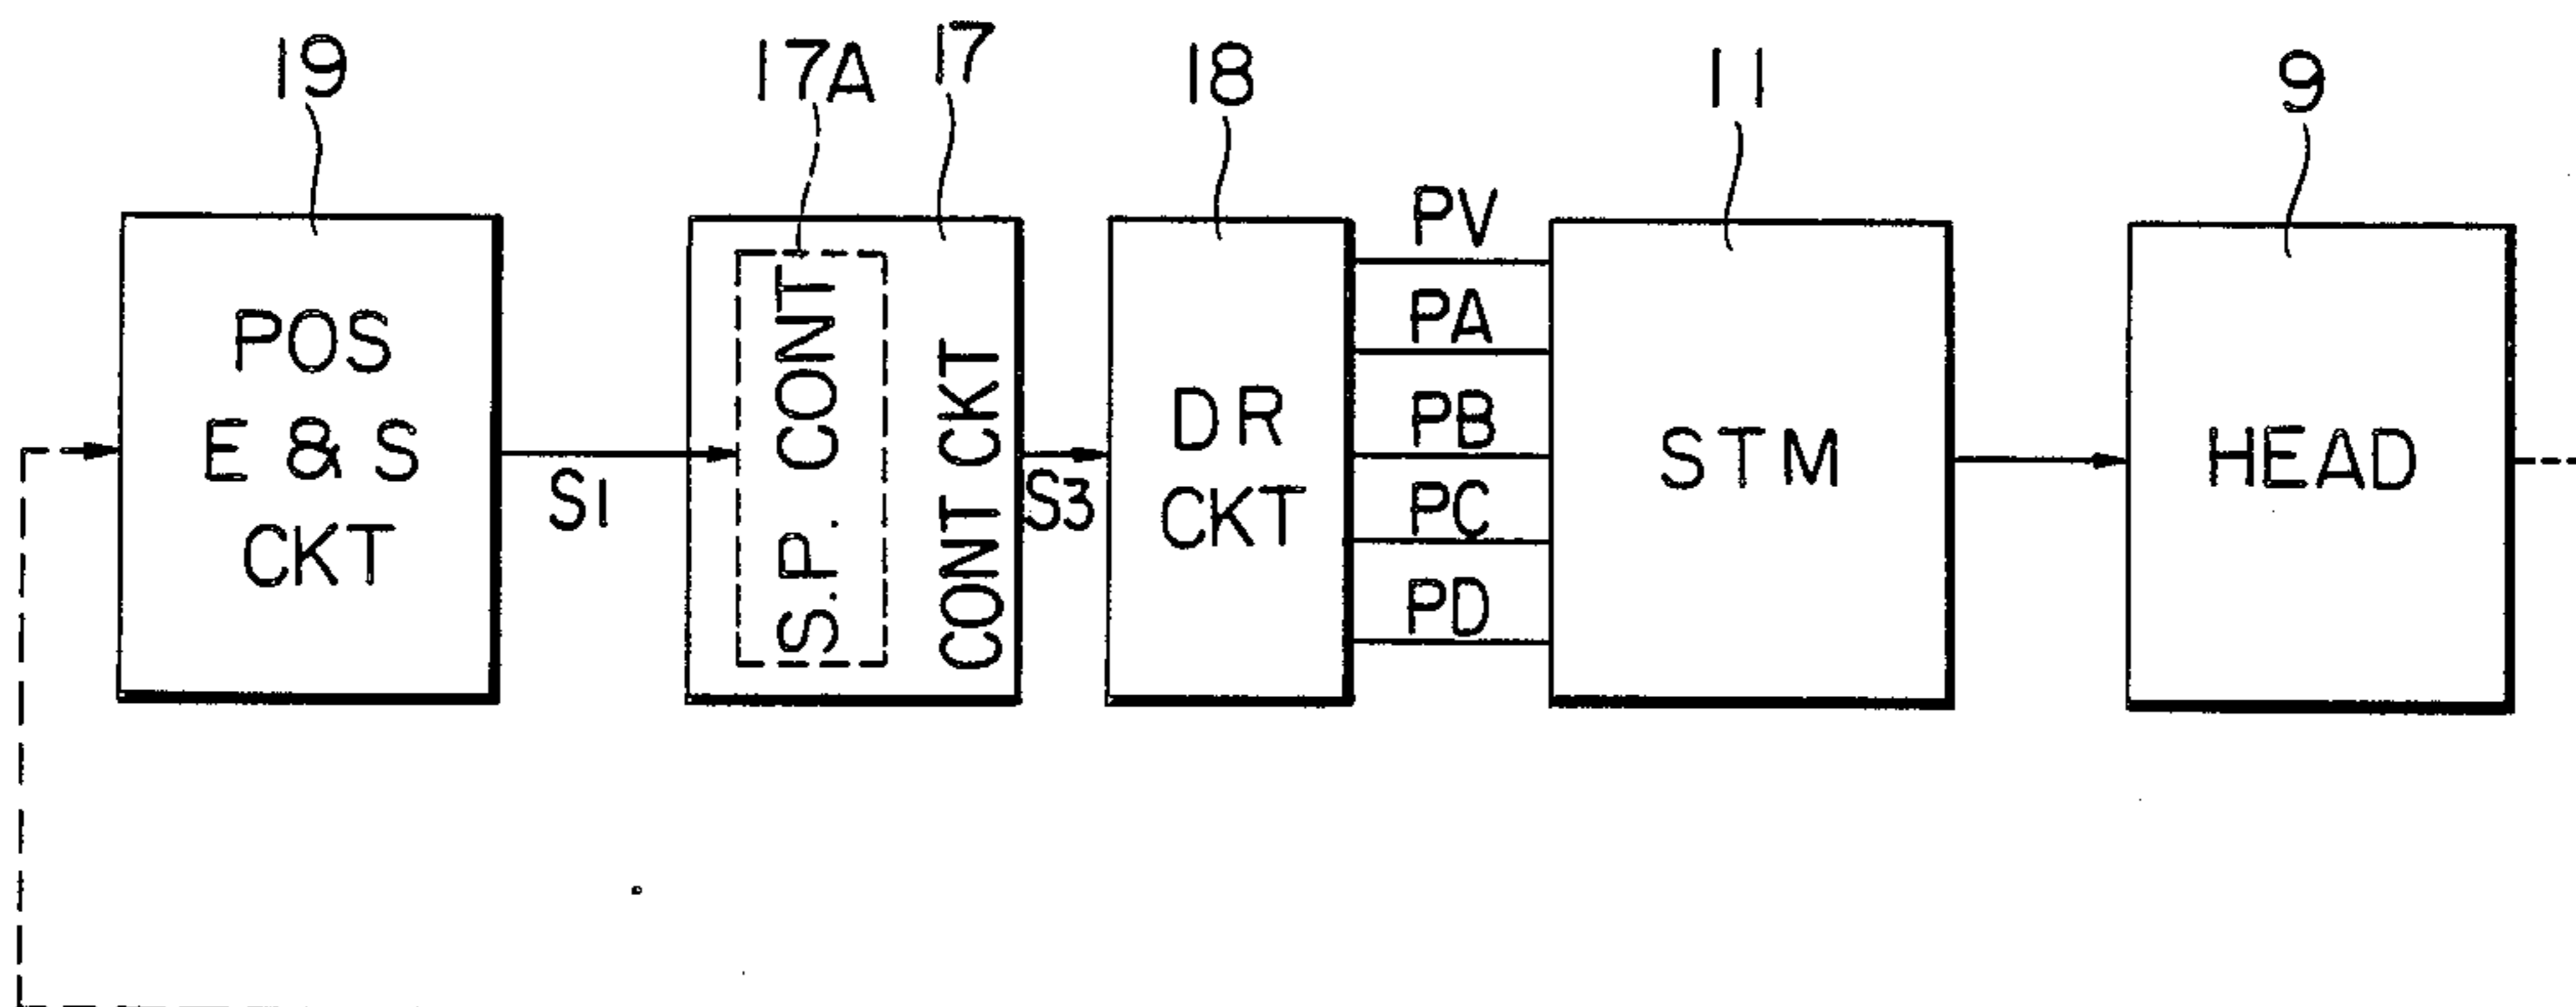 19
17A
17
18
11
9
POS
E & S
CKT
S1
S.P. CONT
CONT CKT
S3
DR
CKT
PV
PA
PB
PC
PD
STM
HEAD